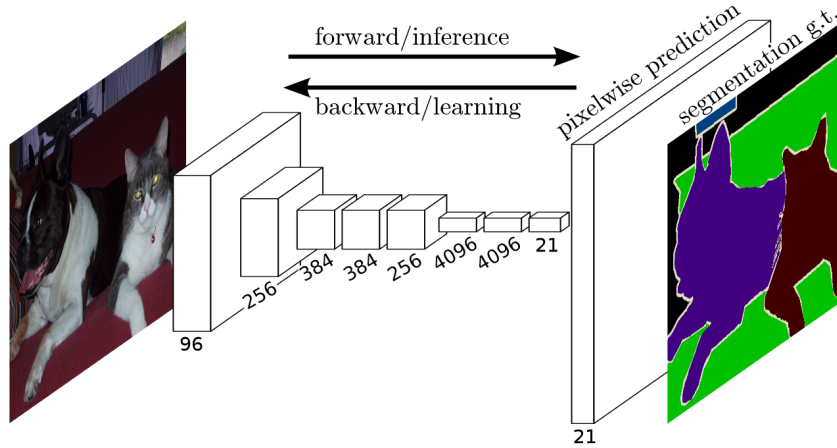 forward/inference
backward/learning
pixelwise prediction
segmentation g.t.
96
256
384
384
256
4096
4096
21
21